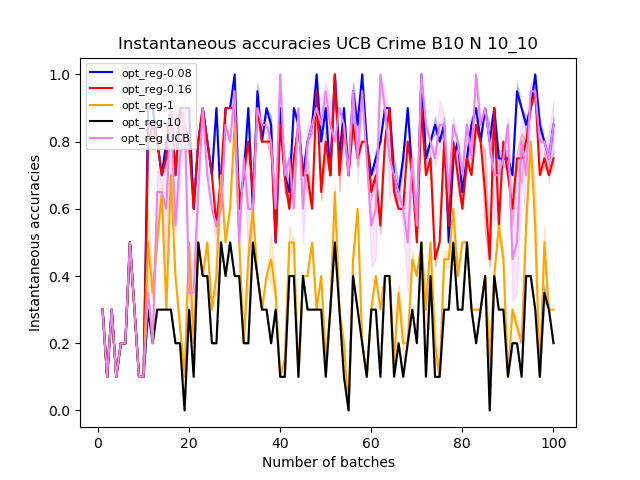 Instantaneous accuracies UCB Crime B10 N 10_10
opt_reg-0.08
opt_reg-0.16
opt_reg-1
opt_reg-10
opt_reg UCB
Instantaneous accuracies
1.0
0.8
0.6
0.4
0.2
0.0
0 20 40 60 80 100
Number of batches